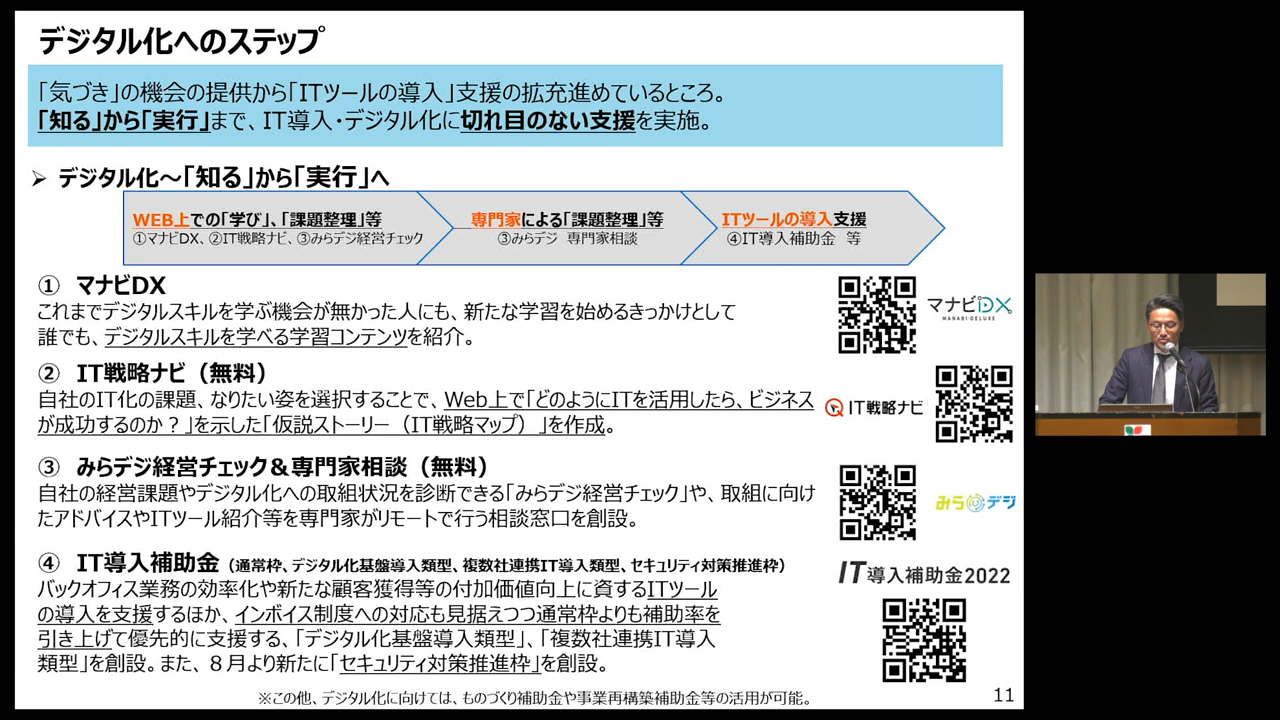 デジタル化へのステップ
「気づき」の機会の提供から「ITツールの導入」支援の拡充進めているところ。
「知る」から「実行」まで、IT導入・デジタル化に切れ目のない支援を実施。
➢ デジタル化～「知る」から「実行」へ
WEB上での「学び」、「課題整理」等
①マナビDX、②IT戦略ナビ、③みらデジ経営チェック
専門家による「課題整理」等
③みらデジ 専門家相談
ITツールの導入支援
④IT導入補助金 等
① マナビDX
これまでデジタルスキルを学ぶ機会が無かった人にも、新たな学習を始めるきっかけとして
誰でも、デジタルスキルを学べる学習コンテンツを紹介。
マナビDX
MANABI-DELUXE
② IT戦略ナビ（無料）
自社のIT化の課題、なりたい姿を選択することで、Web上で「どのようにITを活用したら、ビジネス
が成功するのか？」を示した「仮説ストーリー（IT戦略マップ）」を作成。
IT戦略ナビ
③ みらデジ経営チェック＆専門家相談（無料）
自社の経営課題やデジタル化への取組状況を診断できる「みらデジ経営チェック」や、取組に向け
たアドバイスやITツール紹介等を専門家がリモートで行う相談窓口を創設。
みらデジ
④ IT導入補助金（通常枠、デジタル化基盤導入類型、複数社連携IT導入類型、セキュリティ対策推進枠）
バックオフィス業務の効率化や新たな顧客獲得等の付加価値向上に資するITツール
の導入を支援するほか、インボイス制度への対応も見据えつつ通常枠よりも補助率を
引き上げて優先的に支援する、「デジタル化基盤導入類型」、「複数社連携IT導入
類型」を創設。また、８月より新たに「セキュリティ対策推進枠」を創設。
IT導入補助金2022
※この他、デジタル化に向けては、ものづくり補助金や事業再構築補助金等の活用が可能。
11